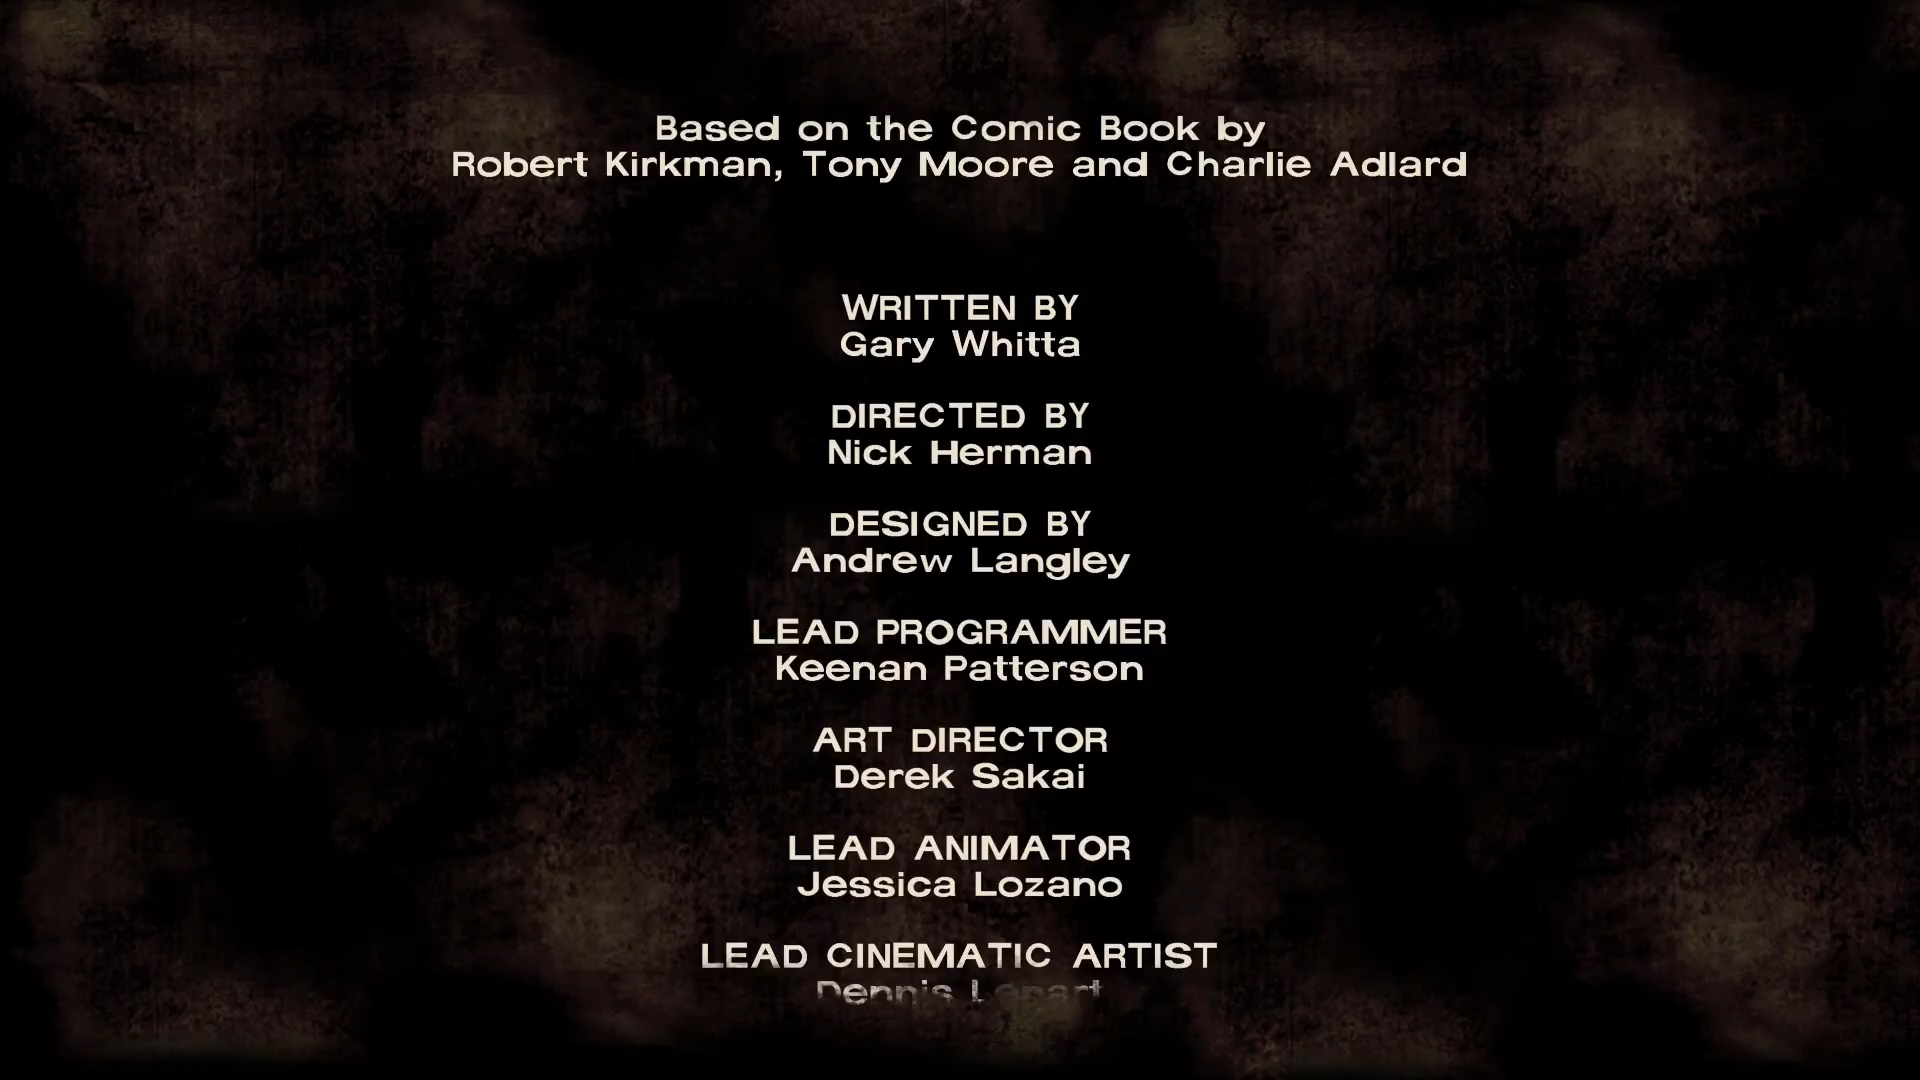 Based on the Comic Book by
Robert Kirkman, Tony Moore and Charlie Adlard
WRITTEN BY
Gary Whitta
DIRECTED BY
Nick Herman
DESIGNED BY
Andrew Langley
LEAD PROGRAMMER
Keenan Patterson
ART DIRECTOR
Derek Sakai
LEAD ANIMATOR
Jessica Lozano
LEAD CINEMATIC ARTIST
Dennis